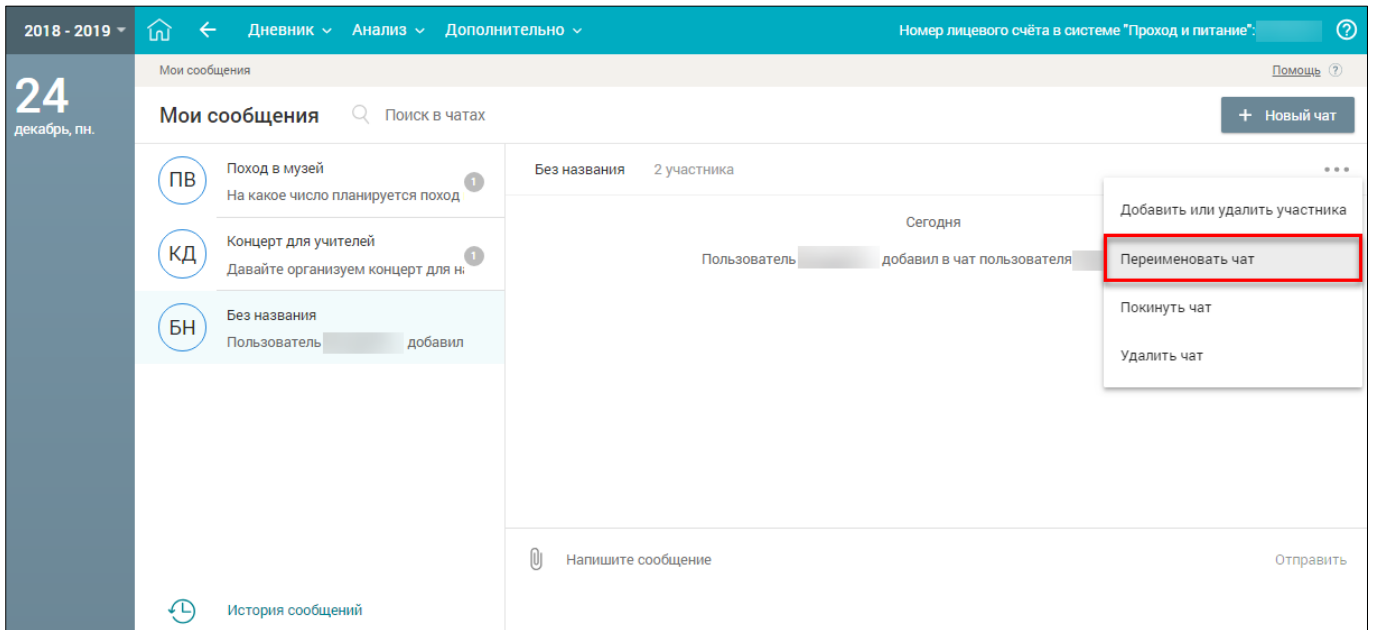 2018 - 2019
Дневник Анализ Дополнительно
Номер лицевого счёта в системе "Проход и питание":
?
24
декабрь, пн.
Мои сообщения
Помощь ?
Мои сообщения
Поиск в чатах
+ Новый чат
ПВ
Поход в музей
На какое число планируется поход
1
КД
Концерт для учителей
Давайте организуем концерт для на
1
БН
Без названия
Пользователь добавил
История сообщений
Без названия 2 участника
Сегодня
Пользователь добавил в чат пользователя
Добавить или удалить участника
Переименовать чат
Покинуть чат
Удалить чат
Напишите сообщение
Отправить